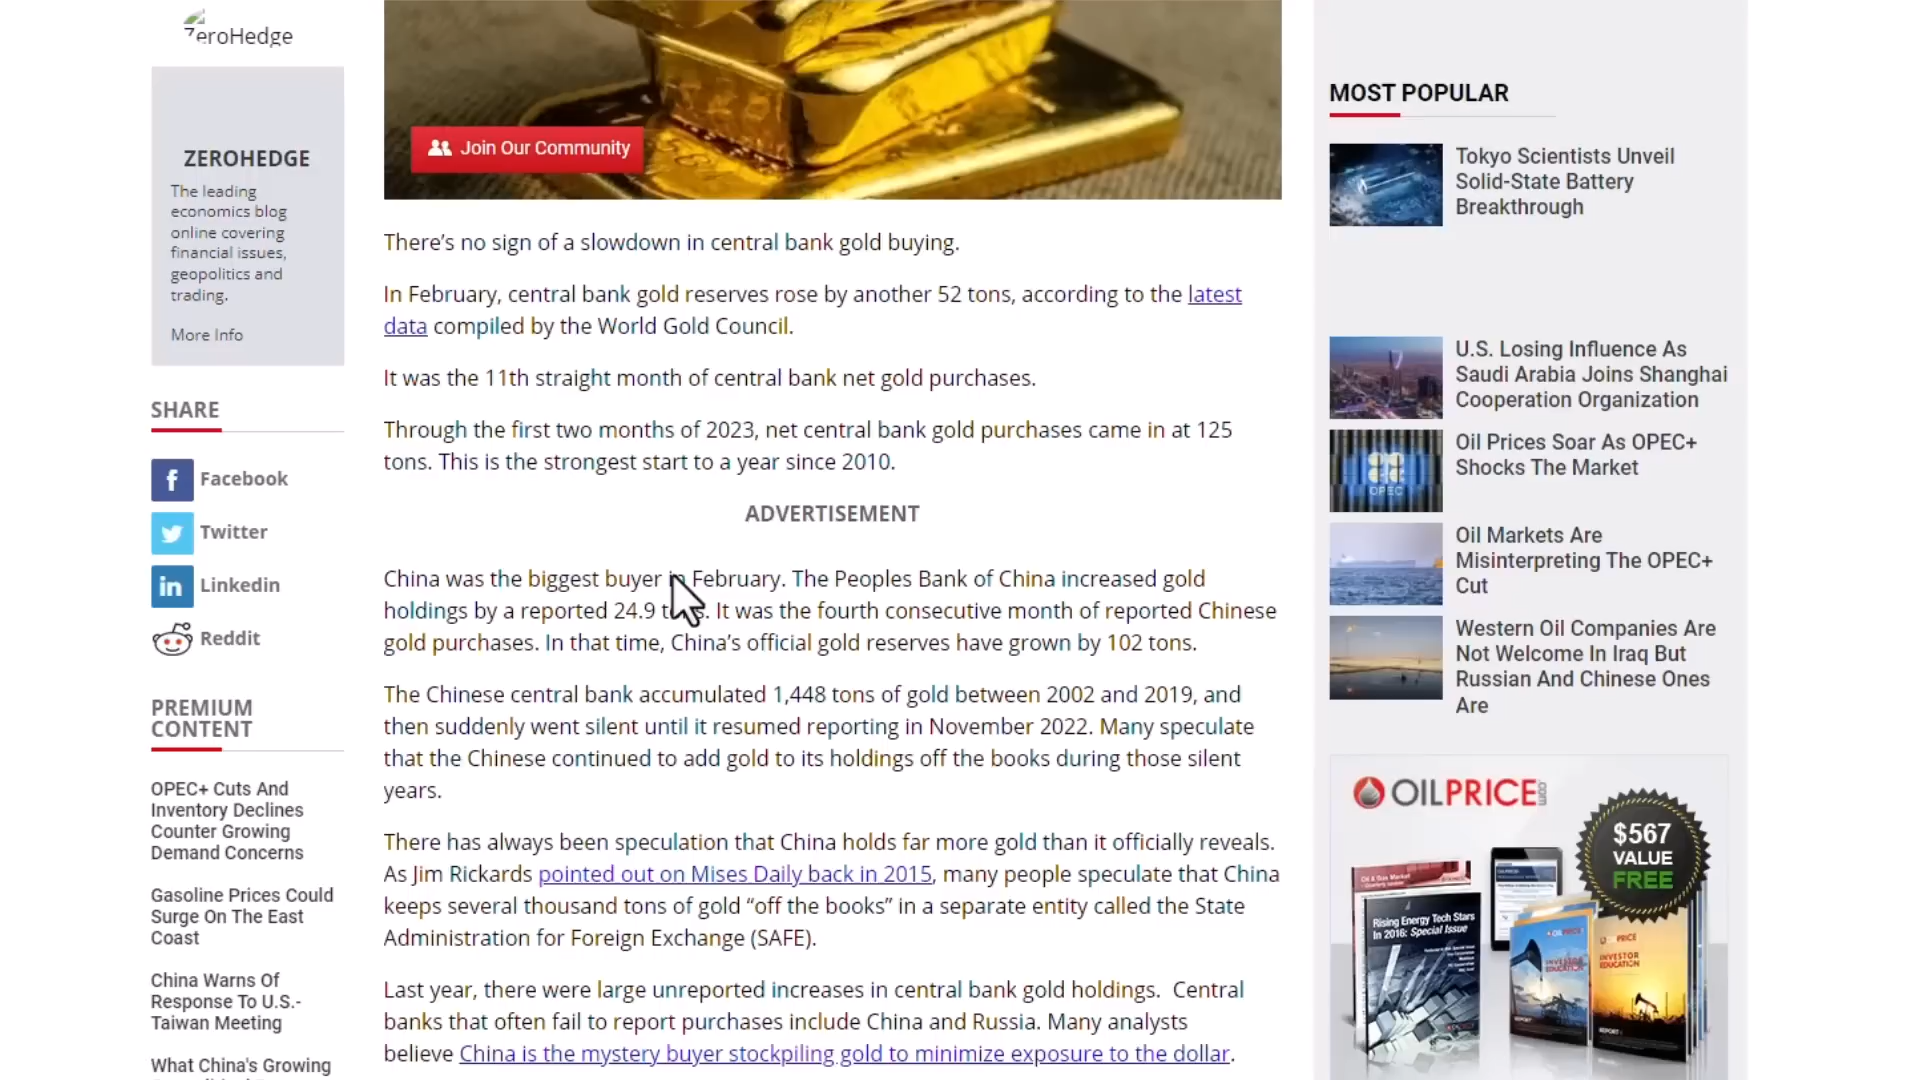 ZeroHedge
ZEROHEDGE
The leading
economics blog
online covering
financial issues,
geopolitics and
trading.
More Info
SHARE
Facebook
Twitter
Linkedin
Reddit
PREMIUM
CONTENT
OPEC+ Cuts And
Inventory Declines
Counter Growing
Demand Concerns
Gasoline Prices Could
Surge On The East
Coast
China Warns Of
Response To U.S.-
Taiwan Meeting
What China's Growing
Join Our Community
There's no sign of a slowdown in central bank gold buying.
In February, central bank gold reserves rose by another 52 tons, according to the latest
data compiled by the World Gold Council.
It was the 11th straight month of central bank net gold purchases.
Through the first two months of 2023, net central bank gold purchases came in at 125
tons. This is the strongest start to a year since 2010.
ADVERTISEMENT
China was the biggest buyer in February. The Peoples Bank of China increased gold
holdings by a reported 24.9 tons. It was the fourth consecutive month of reported Chinese
gold purchases. In that time, China's official gold reserves have grown by 102 tons.
The Chinese central bank accumulated 1,448 tons of gold between 2002 and 2019, and
then suddenly went silent until it resumed reporting in November 2022. Many speculate
that the Chinese continued to add gold to its holdings off the books during those silent
years.
There has always been speculation that China holds far more gold than it officially reveals.
As Jim Rickards pointed out on Mises Daily back in 2015, many people speculate that China
keeps several thousand tons of gold “off the books” in a separate entity called the State
Administration for Foreign Exchange (SAFE).
Last year, there were large unreported increases in central bank gold holdings. Central
banks that often fail to report purchases include China and Russia. Many analysts
believe China is the mystery buyer stockpiling gold to minimize exposure to the dollar.
MOST POPULAR
Tokyo Scientists Unveil
Solid-State Battery
Breakthrough
U.S. Losing Influence As
Saudi Arabia Joins Shanghai
Cooperation Organization
OPEC
Oil Prices Soar As OPEC+
Shocks The Market
Oil Markets Are
Misinterpreting The OPEC+
Cut
Western Oil Companies Are
Not Welcome In Iraq But
Russian And Chinese Ones
Are
OILPRICE.com
$567
VALUE
FREE
Rising Energy Tech Stars
In 2016: Special Issue
INVESTOR
EDUCATION
INVESTOR
EDUCATION
REPORT
REPORT